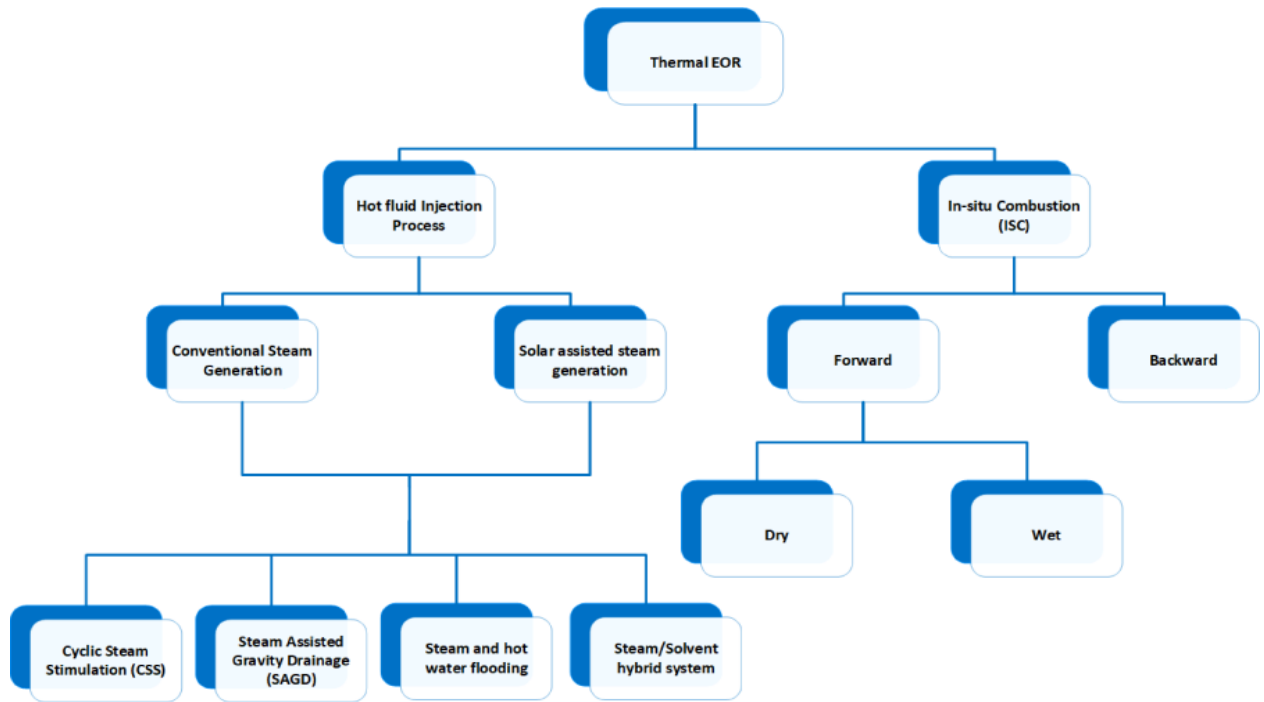 Thermal EOR
Hot fluid Injection
Process
In-situ Combustion
(ISC)
Conventional Steam
Generation
Solar assisted steam
generation
Forward
Backward
Dry
Wet
Cyclic Steam
Stimulation (CSS)
Steam Assisted
Gravity Drainage
(SAGD)
Steam and hot
water flooding
Steam/Solvent
hybrid system